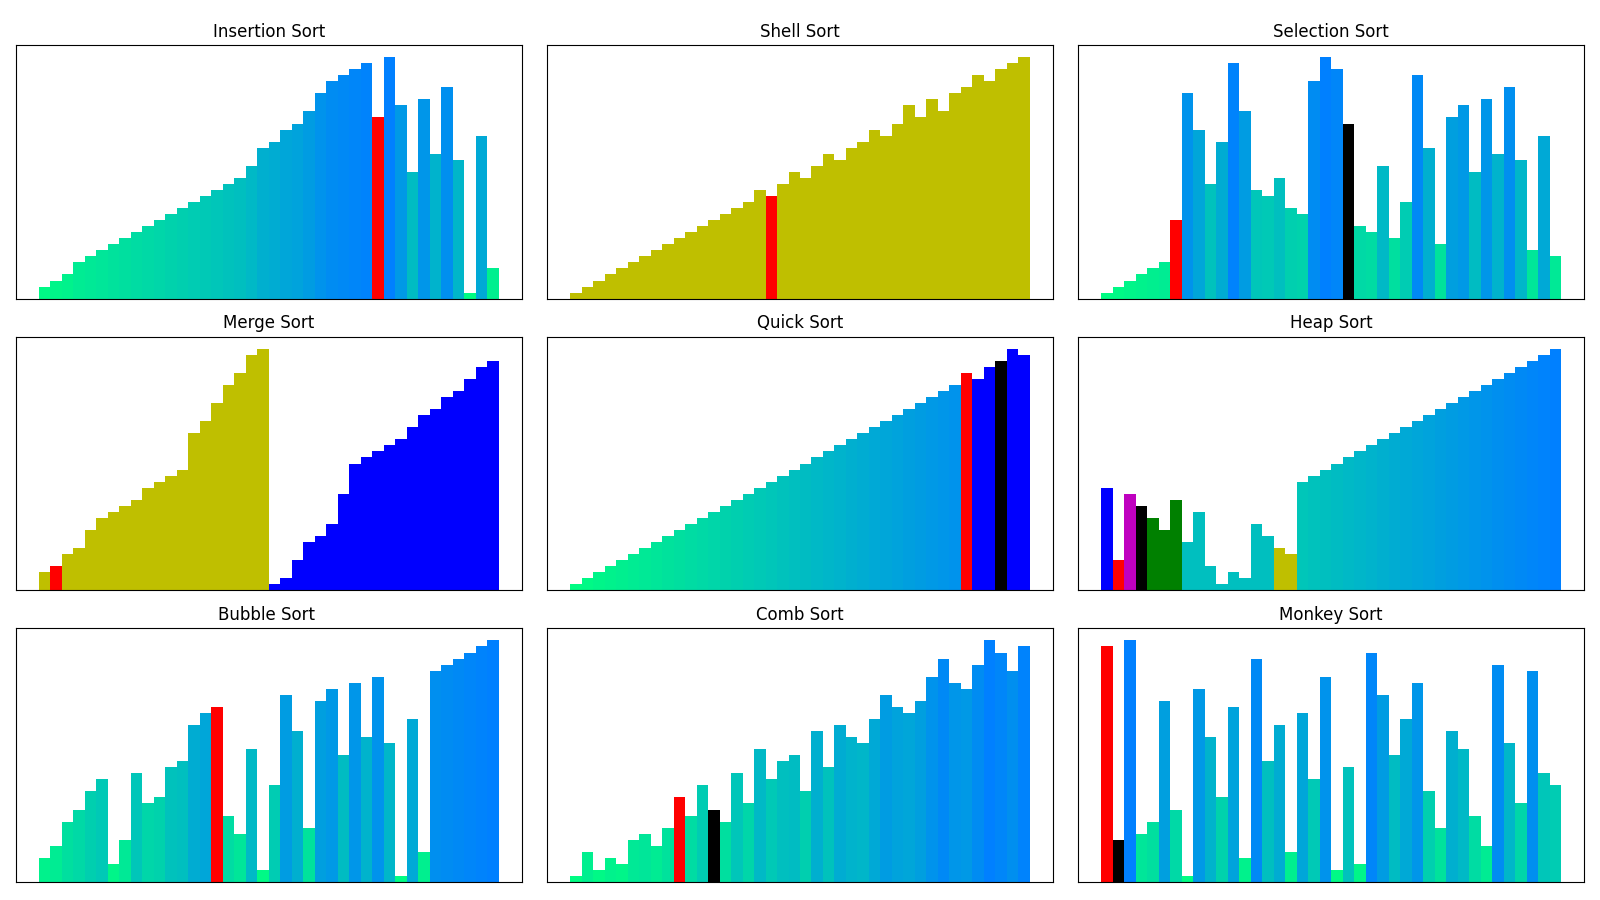 Insertion Sort
Shell Sort
Selection Sort
Merge Sort
Quick Sort
Heap Sort
Bubble Sort
Comb Sort
Monkey Sort